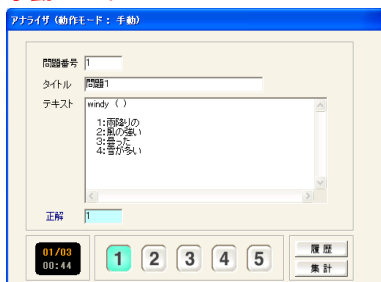 アナライザ (動作モード： 手動)
問題番号 1
タイトル 問題1
テキスト windy ( )
1:雨降りの
2:風の強い
3:曇った
4:雪が多い
正解 1
01/03
00:44
1 2 3 4 5
履 歴
集 計